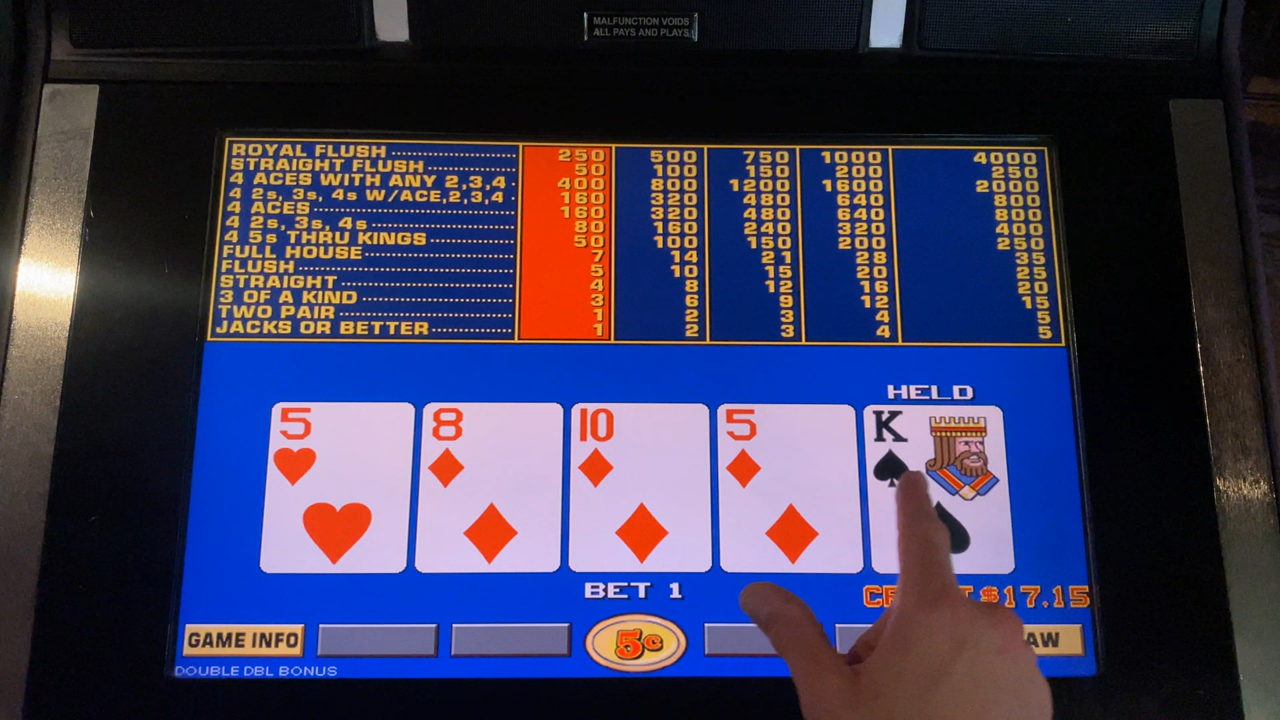 MALFUNCTION VOIDS
ALL PAYS AND PLAYS
ROYAL FLUSH 250 500 750 1000 4000
STRAIGHT FLUSH 50 100 150 200 250
4 ACES WITH ANY 2,3,4 400 800 1200 1600 2000
4 2s, 3s, 4s W/ACE,2,3,4 160 320 480 640 800
4 ACES 160 320 480 640 800
4 2s, 3s, 4s 80 160 240 320 400
4 5s THRU KINGS 50 100 150 200 250
FULL HOUSE 7 14 21 28 35
FLUSH 5 10 15 20 25
STRAIGHT 4 8 12 16 20
3 OF A KIND 3 6 9 12 15
TWO PAIR 1 2 3 4 5
JACKS OR BETTER 1 2 3 4 5
HELD
5 8 10 5 K
BET 1
$17.15
GAME INFO 5¢
DOUBLE DBL BONUS